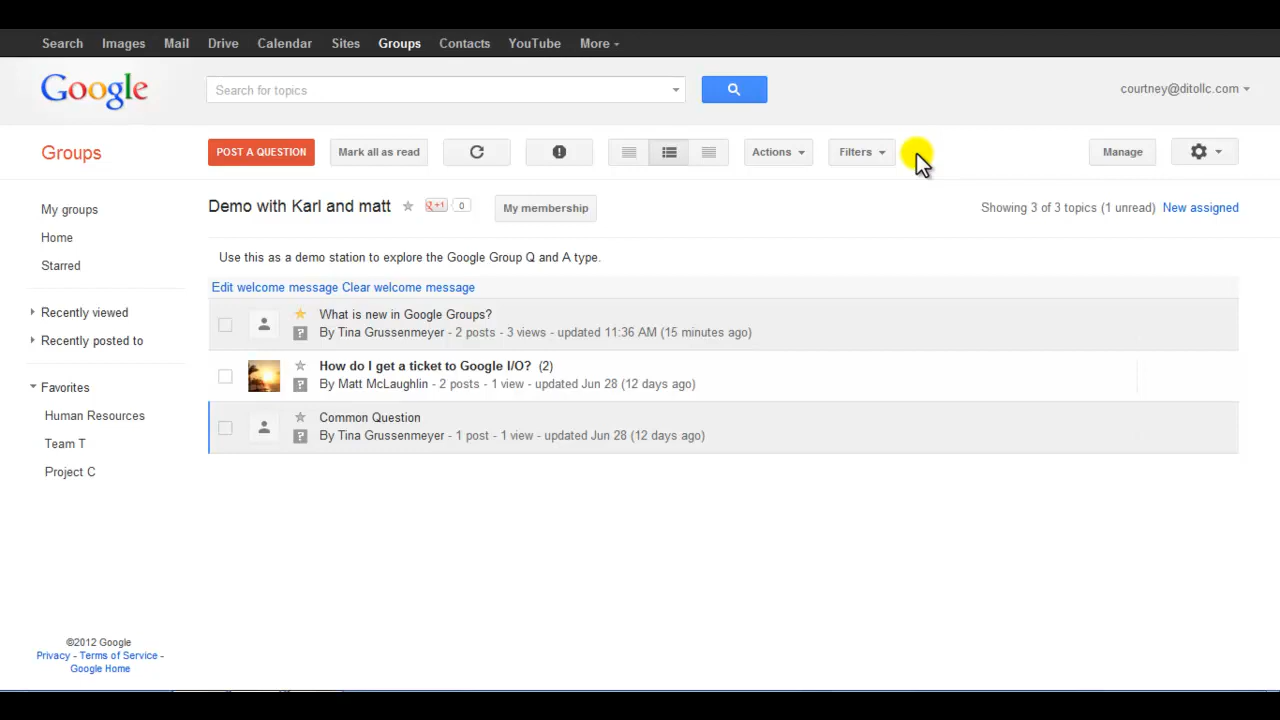 Search Images Mail Drive Calendar Sites Groups Contacts YouTube More
Google Search for topics courtney@ditollc.com
Groups POST A QUESTION Mark all as read Actions Filters Manage
My groups
Home
Starred
Recently viewed
Recently posted to
Favorites
Human Resources
Team T
Project C
Demo with Karl and matt +1 0 My membership Showing 3 of 3 topics (1 unread) New assigned
Use this as a demo station to explore the Google Group Q and A type.
Edit welcome message Clear welcome message
What is new in Google Groups?
By Tina Grussenmeyer - 2 posts - 3 views - updated 11:36 AM (15 minutes ago)
How do I get a ticket to Google I/O? (2)
By Matt McLaughlin - 2 posts - 1 view - updated Jun 28 (12 days ago)
Common Question
By Tina Grussenmeyer - 1 post - 1 view - updated Jun 28 (12 days ago)
©2012 Google
Privacy - Terms of Service -
Google Home